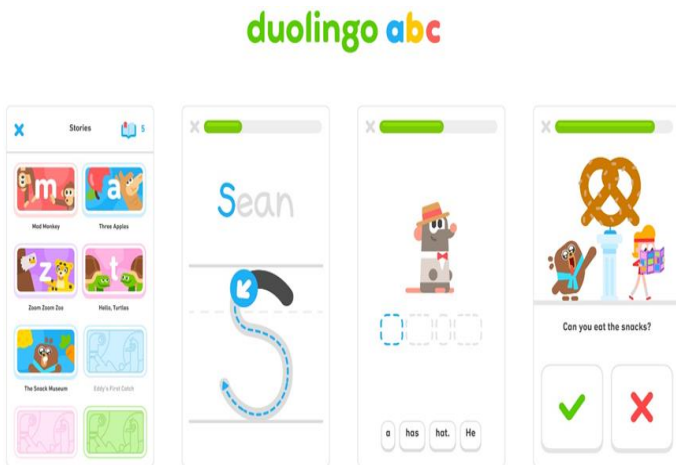 duolingo abc
Stories
5
m
a
Mad Monkey
Three Apples
z
t
Zoom Zoom Zoo
Hello, Turtles
The Snack Museum
Eddy's First Catch
Sean
S
a has hat. He
Can you eat the snacks?